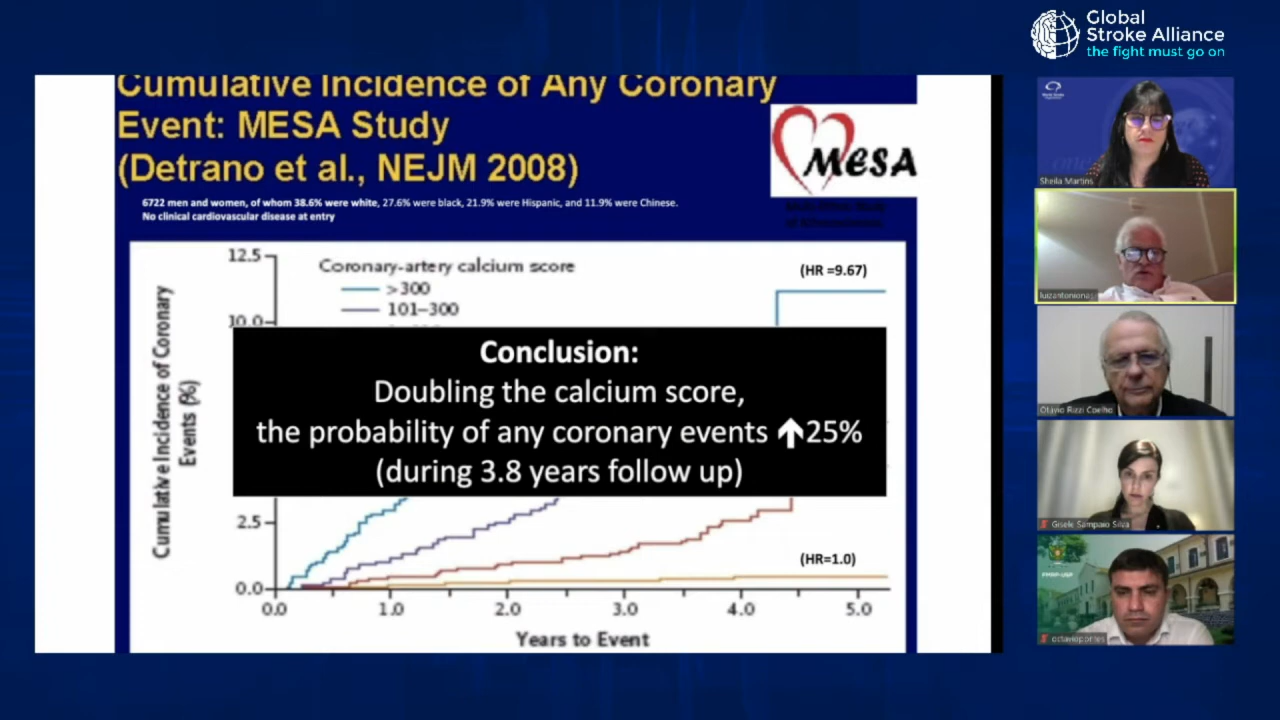 Global
Stroke Alliance
the fight must go on
Cumulative Incidence of Any Coronary
Event: MESA Study
(Detrano et al., NEJM 2008)
MESA
6722 men and women, of whom 38.6% were white, 27.6% were black, 21.9% were Hispanic, and 11.9% were Chinese.
No clinical cardiovascular disease at entry
Cumulative Incidence of Coronary
Events (%)
12.5
10.0
2.5
0.0
Coronary-artery calcium score
>300
101–300
(HR =9.67)
Conclusion:
Doubling the calcium score,
the probability of any coronary events 25%
(during 3.8 years follow up)
(HR=1.0)
0.0 1.0 2.0 3.0 4.0 5.0
Years to Event
Sheila Martins
Otavio Rizzi Coelho
Gisele Sampaio Silva
FMRP-USP
octaviopontes